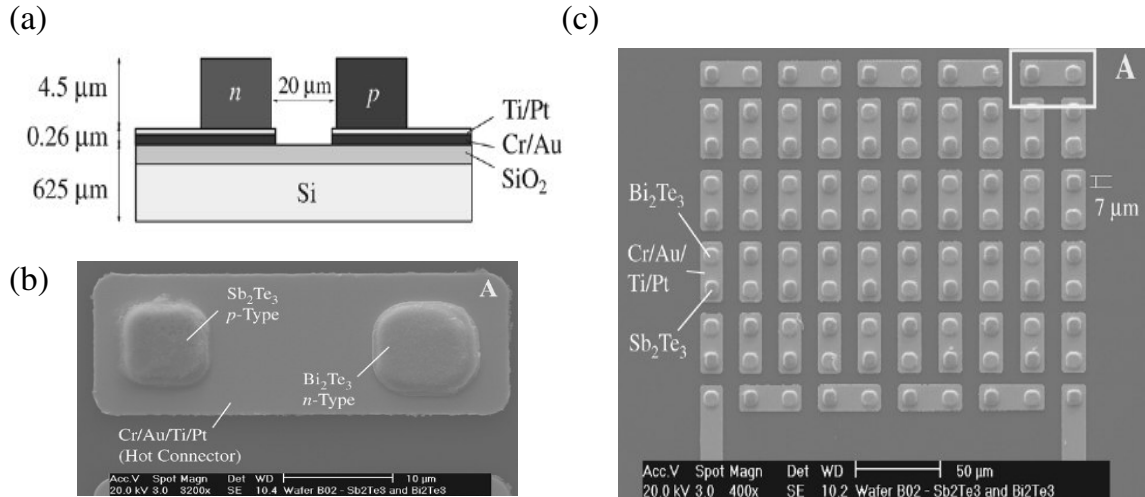 (a)
4.5 μm
0.26 μm
625 μm
n
20 μm
p
Ti/Pt
Cr/Au
SiO₂
Si
(b)
A
Sb₂Te₃
p-Type
Bi₂Te₃
n-Type
Cr/Au/Ti/Pt
(Hot Connector)
Acc.V Spot Magn Det WD 10 μm
20.0 kV 3.0 3200x SE 10.4 Wafer B02 - Sb2Te3 and Bi2Te3
(c)
A
Bi₂Te₃
7 μm
Cr/Au/
Ti/Pt
Sb₂Te₃
Acc.V Spot Magn Det WD 50 μm
20.0 kV 3.0 400x SE 10.2 Wafer B02 - Sb2Te3 and Bi2Te3